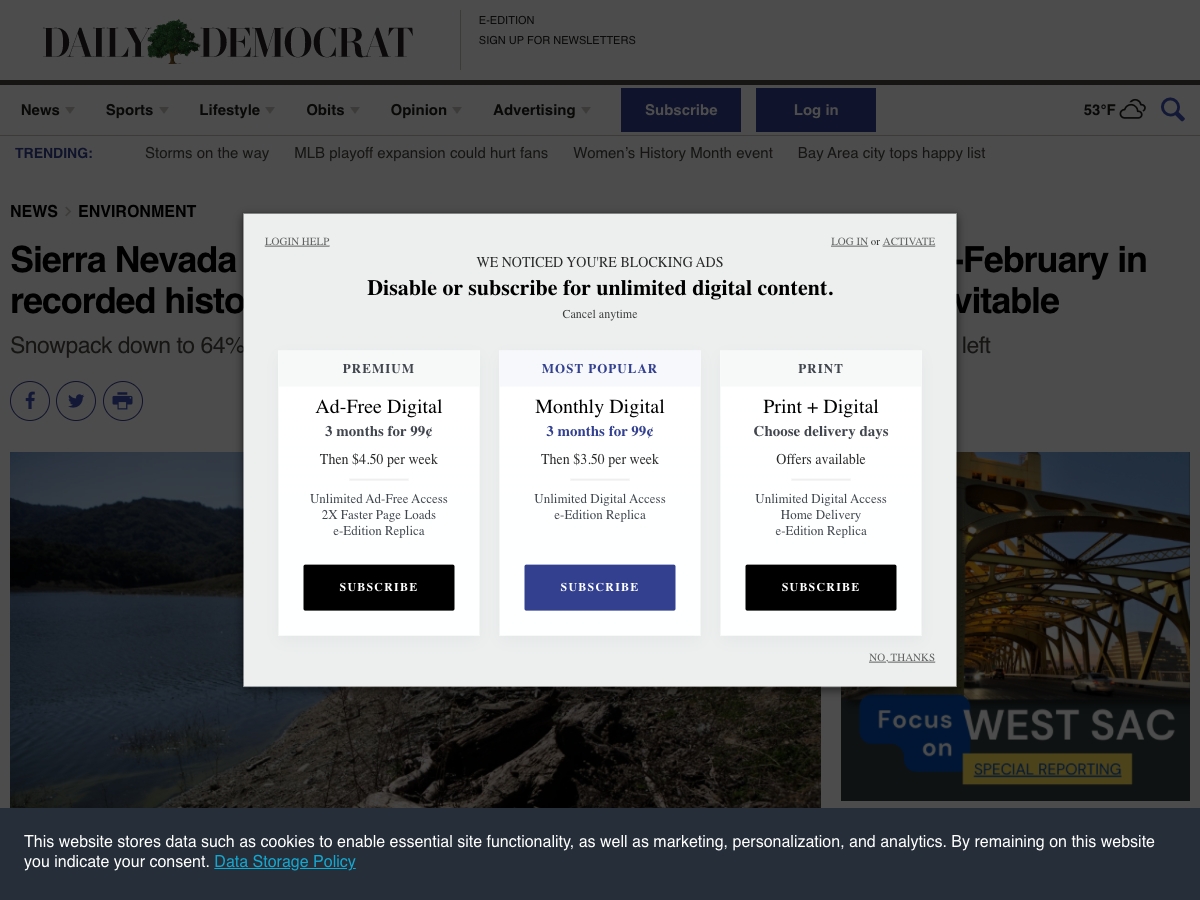 DAILY DEMOCRAT
E-EDITION
SIGN UP FOR NEWSLETTERS
News Sports Lifestyle Obits Opinion Advertising Subscribe Log in 53°F
TRENDING: Storms on the way MLB playoff expansion could hurt fans Women’s History Month event Bay Area city tops happy list
NEWS ENVIRONMENT
Sierra Nevada -February in
recorded vitable
Snowpack down to 64% left
LOGIN HELP
LOG IN or ACTIVATE
WE NOTICED YOU'RE BLOCKING ADS
Disable or subscribe for unlimited digital content.
Cancel anytime
PREMIUM
Ad-Free Digital
3 months for 99¢
Then $4.50 per week
Unlimited Ad-Free Access
2X Faster Page Loads
e-Edition Replica
SUBSCRIBE
MOST POPULAR
Monthly Digital
3 months for 99¢
Then $3.50 per week
Unlimited Digital Access
e-Edition Replica
SUBSCRIBE
PRINT
Print + Digital
Choose delivery days
Offers available
Unlimited Digital Access
Home Delivery
e-Edition Replica
SUBSCRIBE
NO, THANKS
Focus
on
WEST SAC
SPECIAL REPORTING
This website stores data such as cookies to enable essential site functionality, as well as marketing, personalization, and analytics. By remaining on this website
you indicate your consent. Data Storage Policy